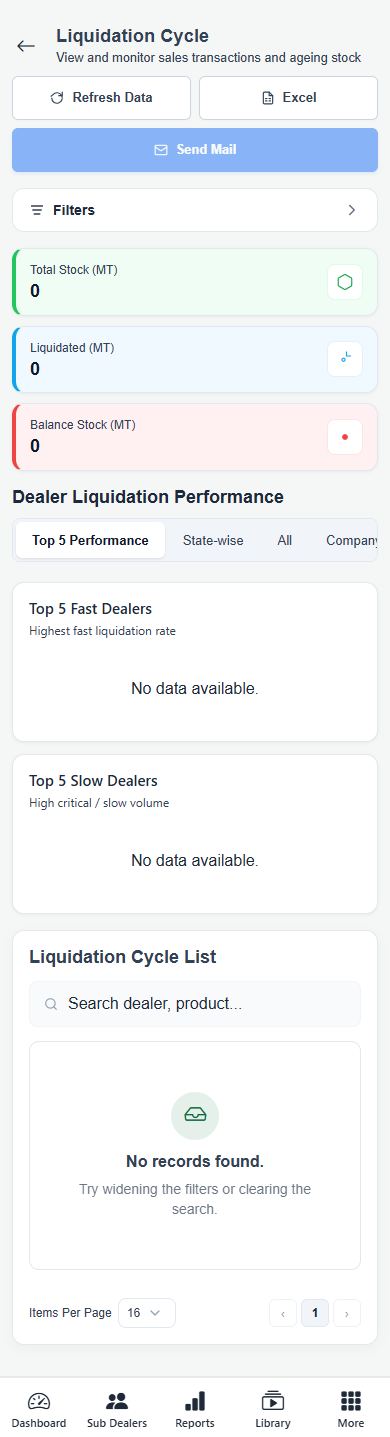 Liquidation Cycle
View and monitor sales transactions and ageing stock
Refresh Data
Excel
Send Mail
Filters
Total Stock (MT)
0
Liquidated (MT)
0
Balance Stock (MT)
0
Dealer Liquidation Performance
Top 5 Performance
State-wise
All
Company
Top 5 Fast Dealers
Highest fast liquidation rate
No data available.
Top 5 Slow Dealers
High critical / slow volume
No data available.
Liquidation Cycle List
Search dealer, product...
No records found.
Try widening the filters or clearing the
search.
Items Per Page
16
‹
1
›
Dashboard
Sub Dealers
Reports
Library
More